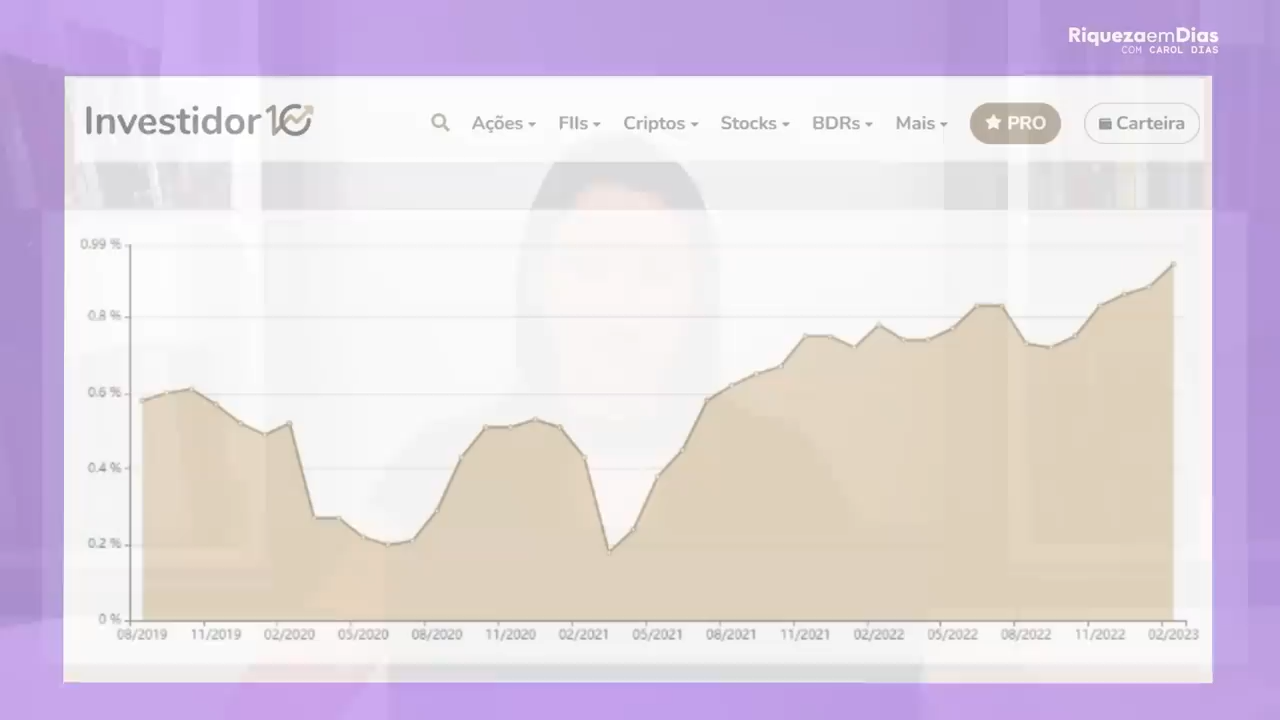 RiquezaemDias
COM CAROL DIAS
Investidor10
Ações
FIIs
Criptos
Stocks
BDRs
Mais
PRO
Carteira
0.99 %
0.8 %
0.6 %
0.4 %
0.2 %
0 %
08/2019 11/2019 02/2020 05/2020 08/2020 11/2020 02/2021 05/2021 08/2021 11/2021 02/2022 05/2022 08/2022 11/2022 02/2023